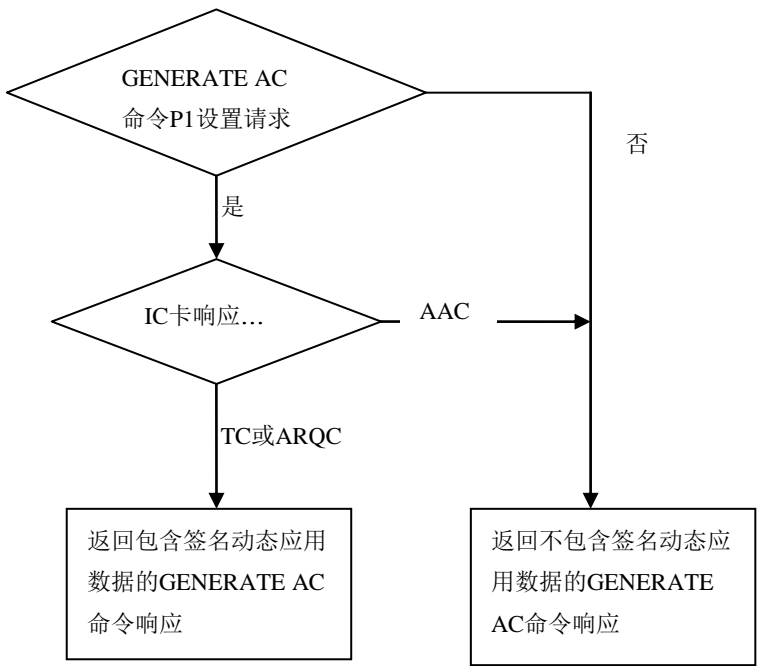 GENERATE AC
命令P1设置请求
否
是
IC卡响应…
AAC
TC或ARQC
返回包含签名动态应用
数据的GENERATE AC
命令响应
返回不包含签名动态应
用数据的GENERATE
AC命令响应